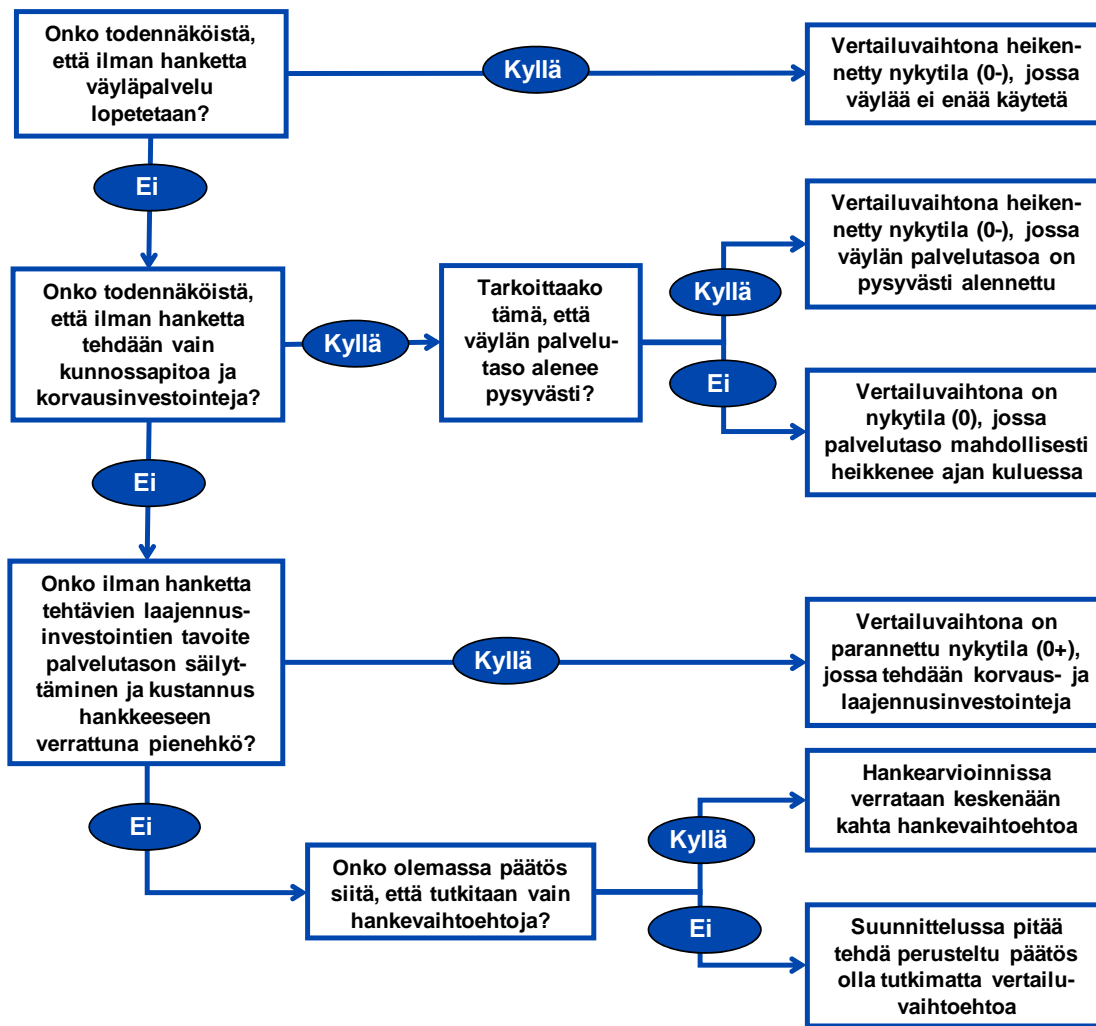 Onko todennäköistä,
että ilman hanketta
väyläpalvelu
lopetetaan?
Kyllä
Vertailuvaihtona heiken-
netty nykytila (0-), jossa
väylää ei enää käytetä
Ei
Onko todennäköistä,
että ilman hanketta
tehdään vain
kunnossapitoa ja
korvausinvestointeja?
Kyllä
Tarkoittaako
tämä, että
väylän palvelu-
taso alenee
pysyvästi?
Kyllä
Vertailuvaihtona heiken-
netty nykytila (0-), jossa
väylän palvelutasoa on
pysyvästi alennettu
Ei
Vertailuvaihtona on
nykytila (0), jossa
palvelutaso mahdollisesti
heikkenee ajan kuluessa
Ei
Onko ilman hanketta
tehtävien laajennus-
investointien tavoite
palvelutason säilyt-
täminen ja kustannus
hankkeeseen
verrattuna pienehkö?
Kyllä
Vertailuvaihtona on
parannettu nykytila (0+),
jossa tehdään korvaus- ja
laajennusinvestointeja
Ei
Onko olemassa päätös
siitä, että tutkitaan vain
hankevaihtoehtoja?
Kyllä
Hankearvioinnissa
verrataan keskenään
kahta hankevaihtoehtoa
Ei
Suunnittelussa pitää
tehdä perusteltu päätös
olla tutkimatta vertailu-
vaihtoehtoa